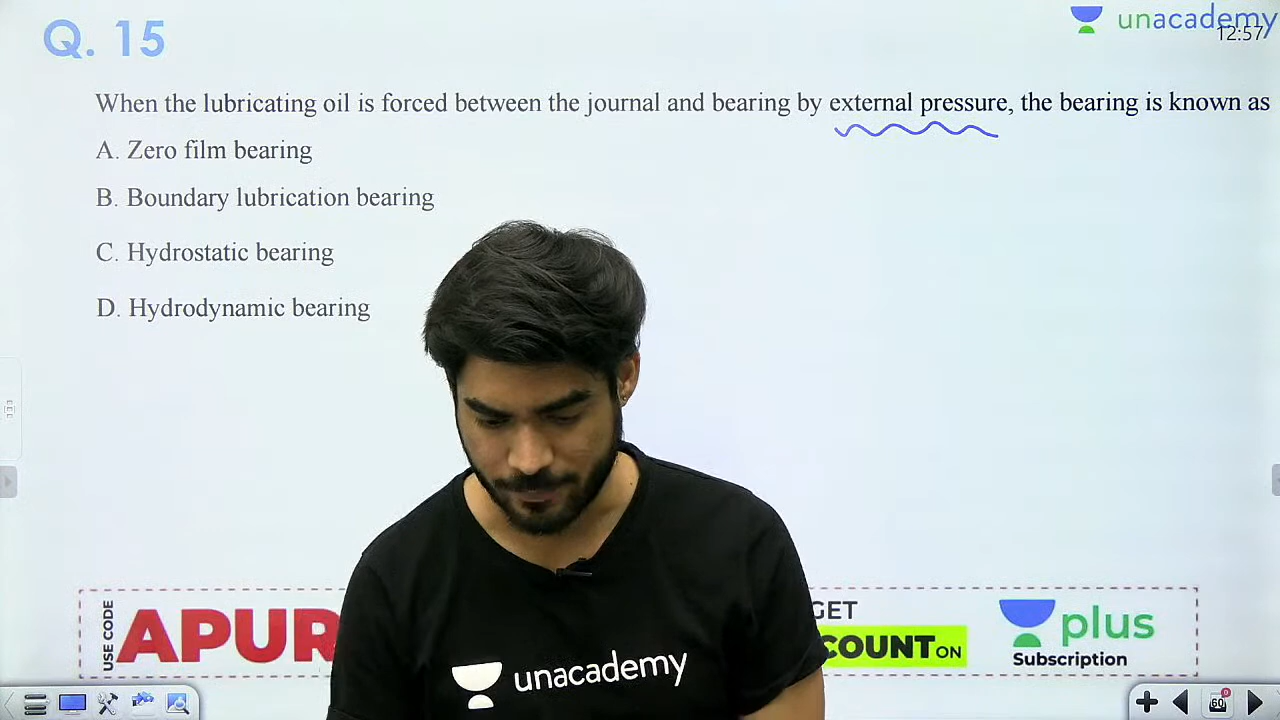 Q. 15
unacademy
12:57
When the lubricating oil is forced between the journal and bearing by external pressure, the bearing is known as
A. Zero film bearing
B. Boundary lubrication bearing
C. Hydrostatic bearing
D. Hydrodynamic bearing
USE CODE
APUR
GET
COUNT ON
plus
Subscription
unacademy
60